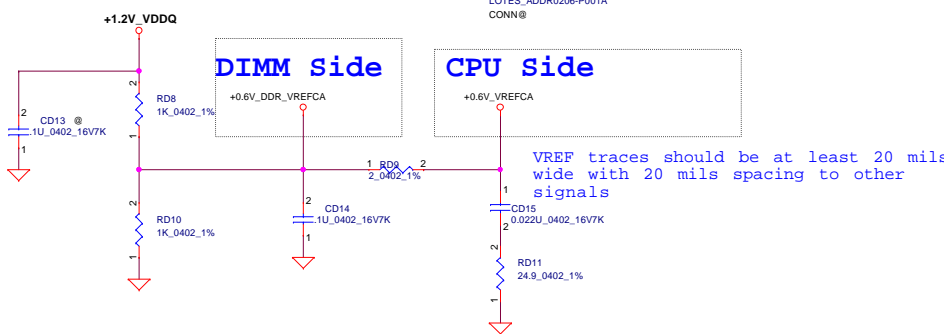 LOTES_ADDR0206-P001A
CONN@
+1.2V_VDDQ
DIMM Side
CPU Side
+0.6V_DDR_VREFCA
+0.6V_VREFCA
2
RD8
1K_0402_1%
1
2
CD13 @
.1U_0402_16V7K
1
1 RD9 2
2_0402_1%
VREF traces should be at least 20 mils
wide with 20 mils spacing to other
signals
2
RD10
1K_0402_1%
1
2
CD14
.1U_0402_16V7K
1
1
CD15
0.022U_0402_16V7K
2
2
RD11
24.9_0402_1%
1